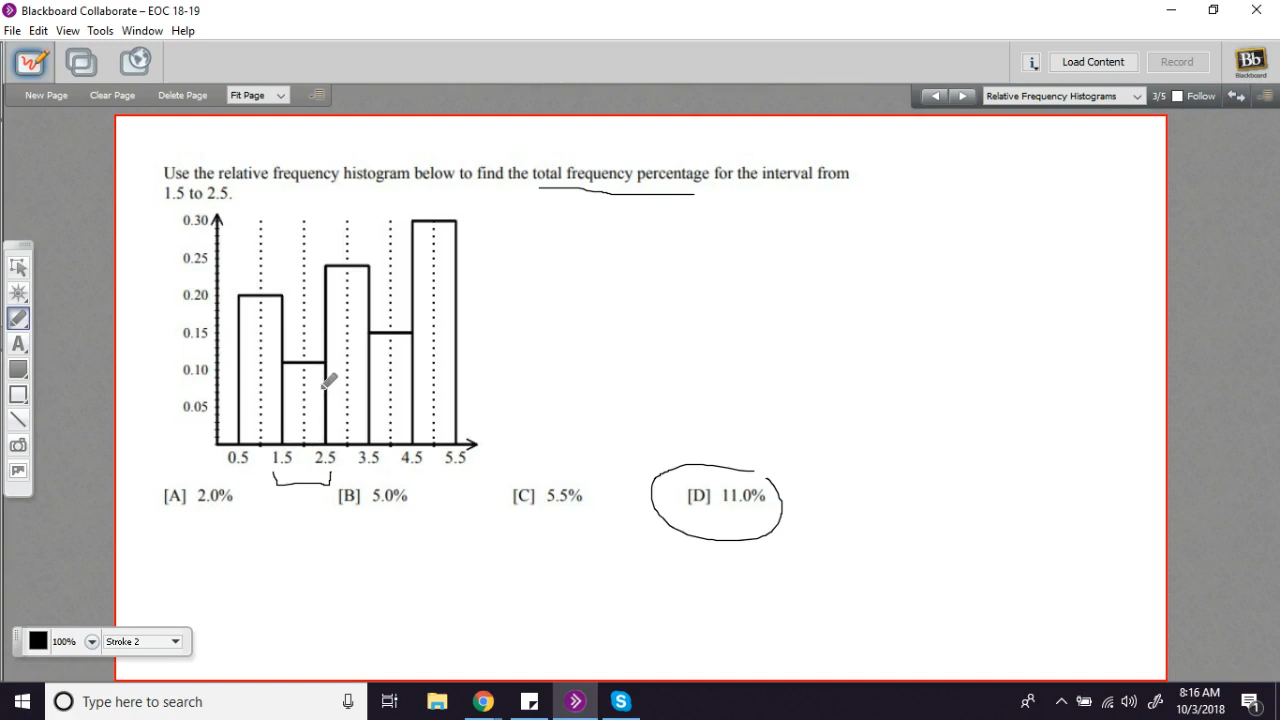 Blackboard Collaborate – EOC 18-19
File Edit View Tools Window Help
Load Content
Record
Bb
Blackboard
New Page Clear Page Delete Page Fit Page
Relative Frequency Histograms 3/5 Follow
Use the relative frequency histogram below to find the total frequency percentage for the interval from
1.5 to 2.5.
0.30
0.25
0.20
0.15
0.10
0.05
0.5 1.5 2.5 3.5 4.5 5.5
[A] 2.0% [B] 5.0% [C] 5.5% [D] 11.0%
A
100% Stroke 2
Type here to search
8:16 AM
10/3/2018
1